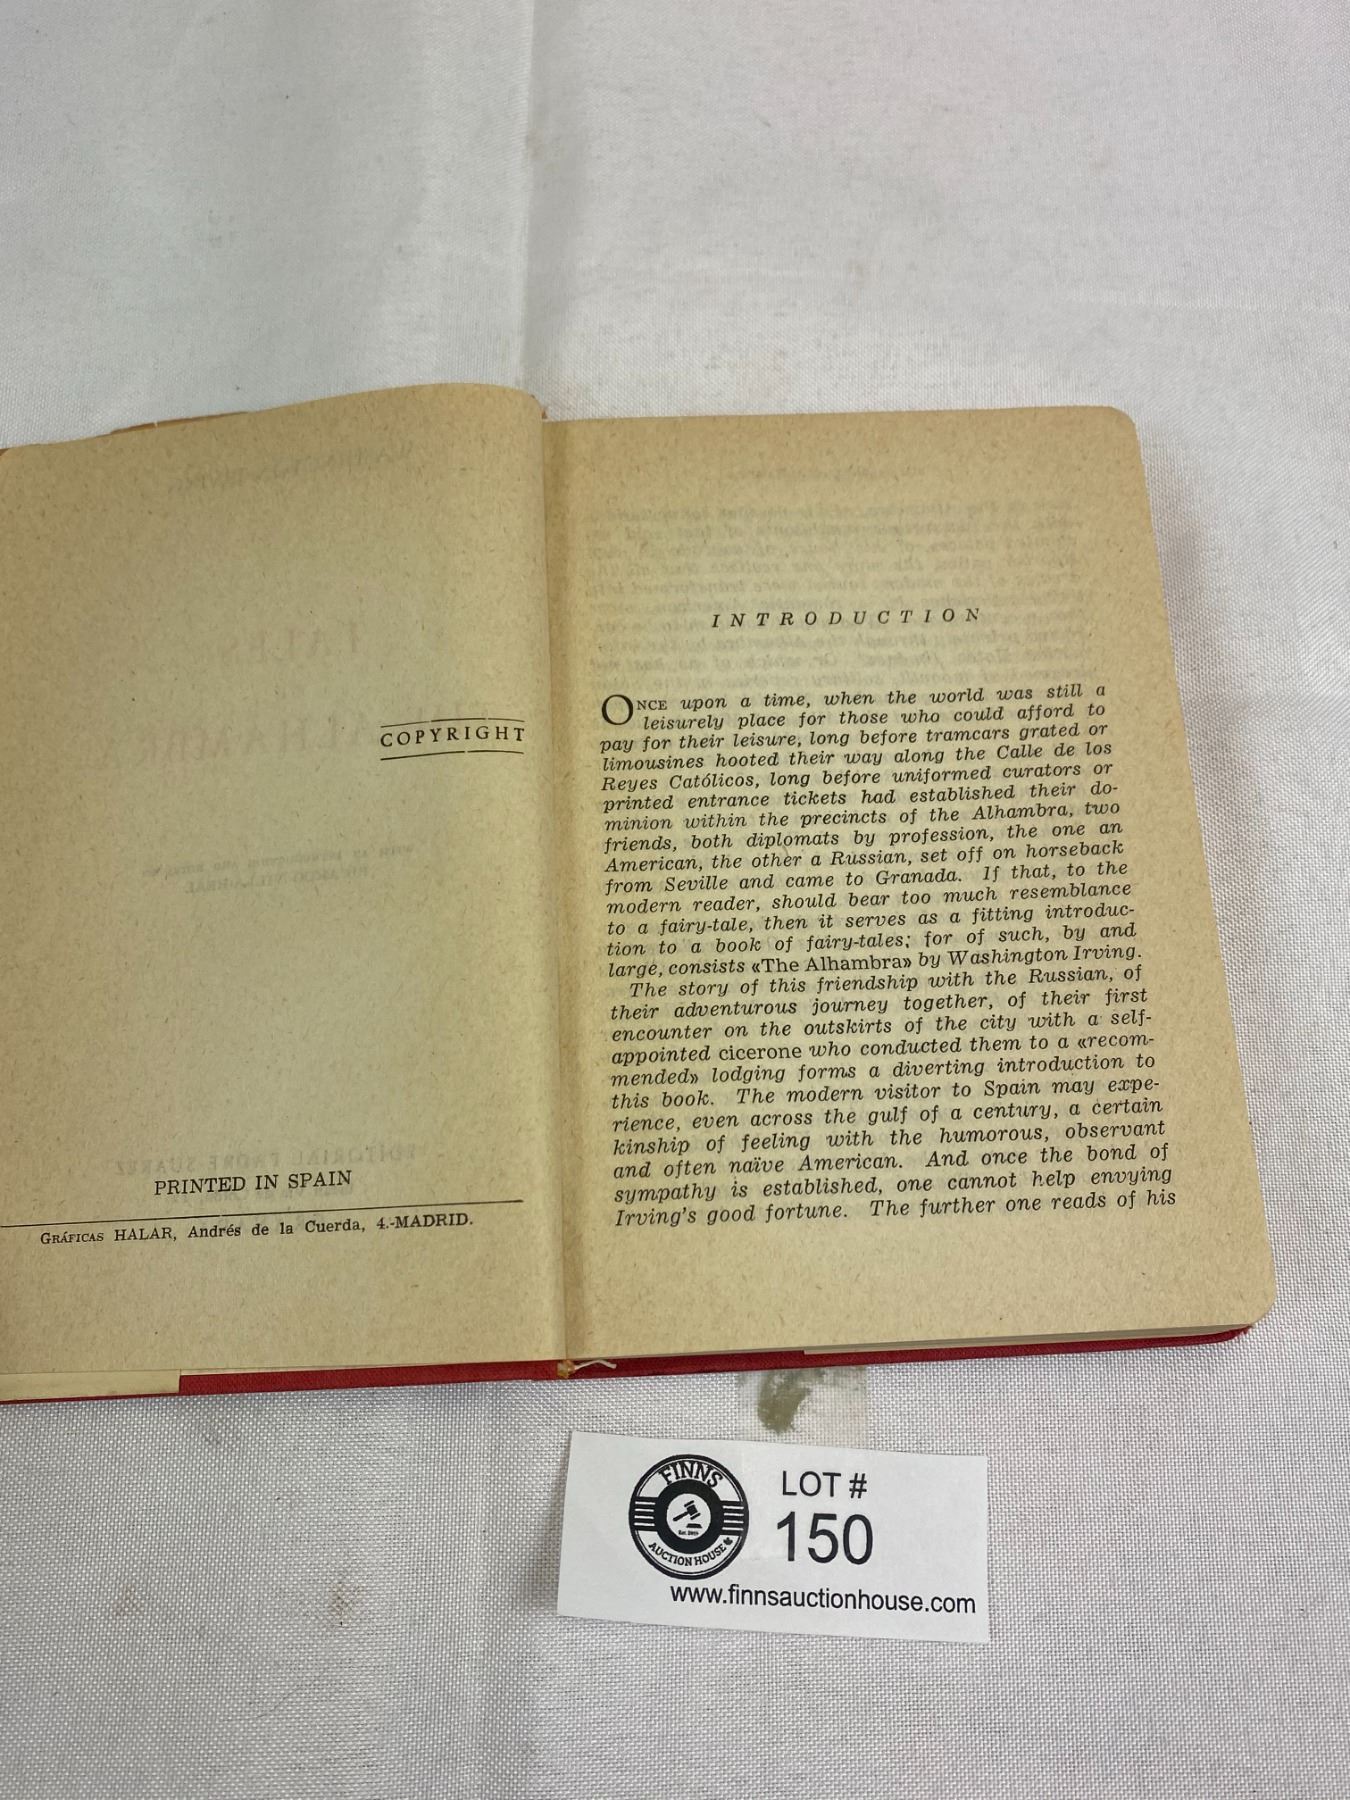 COPYRIGHT
PRINTED IN SPAIN
GRÁFICAS HALAR, Andrés de la Cuerda, 4.-MADRID.
INTRODUCTION
ONCE upon a time, when the world was still a
leisurely place for those who could afford to
pay for their leisure, long before tramcars grated or
limousines hooted their way along the Calle de los
Reyes Católicos, long before uniformed curators or
printed entrance tickets had established their do-
minion within the precincts of the Alhambra, two
friends, both diplomats by profession, the one an
American, the other a Russian, set off on horseback
from Seville and came to Granada. If that, to the
modern reader, should bear too much resemblance
to a fairy-tale, then it serves as a fitting introduc-
tion to a book of fairy-tales; for of such, by and
large, consists «The Alhambra» by Washington Irving.
The story of this friendship with the Russian, of
their adventurous journey together, of their first
encounter on the outskirts of the city with a self-
appointed cicerone who conducted them to a «recom-
mended» lodging forms a diverting introduction to
this book. The modern visitor to Spain may expe-
rience, even across the gulf of a century, a certain
kinship of feeling with the humorous, observant
and often naïve American. And once the bond of
sympathy is established, one cannot help envying
Irving's good fortune. The further one reads of his
FINNS
AUCTION HOUSE
LOT #
150
www.finnsauctionhouse.com